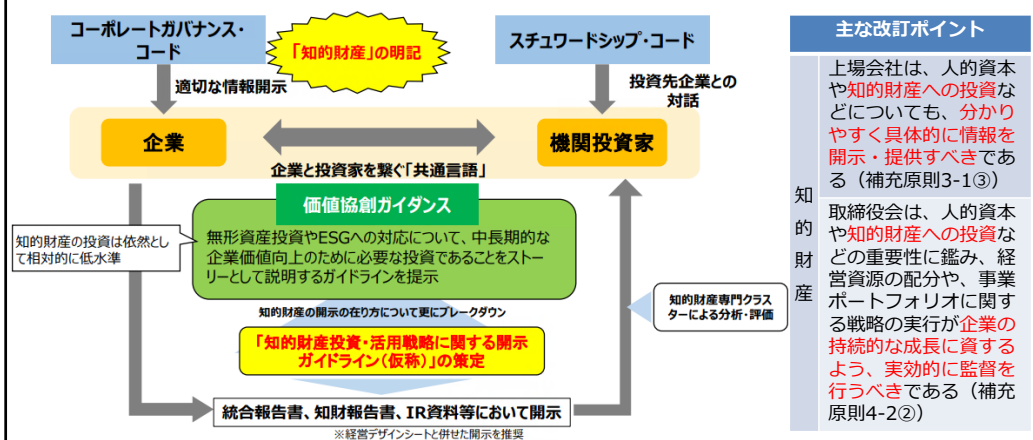 コーポレートガバナンス・
コード
「知的財産」の明記
スチュワードシップ・コード
適切な情報開示
投資先企業との
対話
企業
機関投資家
企業と投資家を繋ぐ「共通言語」
価値協創ガイダンス
無形資産投資やESGへの対応について、中長期的な
企業価値向上のために必要な投資であることをストー
リーとして説明するガイドラインを提示
知的財産の投資は依然とし
て相対的に低水準
知的財産の開示の在り方について更にブレークダウン
知的財産専門クラス
ターによる分析・評価
「知的財産投資・活用戦略に関する開示
ガイドライン(仮称)」の策定
統合報告書、知財報告書、IR資料等において開示
※経営デザインシートと併せた開示を推奨
主な改訂ポイント
知
的
財
産
上場会社は、人的資本
や知的財産への投資な
どについても、分かり
やすく具体的に情報を
開示・提供すべきであ
る（補充原則3-1③）
取締役会は、人的資本
や知的財産への投資な
どの重要性に鑑み、経
営資源の配分や、事業
ポートフォリオに関す
る戦略の実行が企業の
持続的な成長に資する
よう、実効的に監督を
行うべきである（補充
原則4-2②）